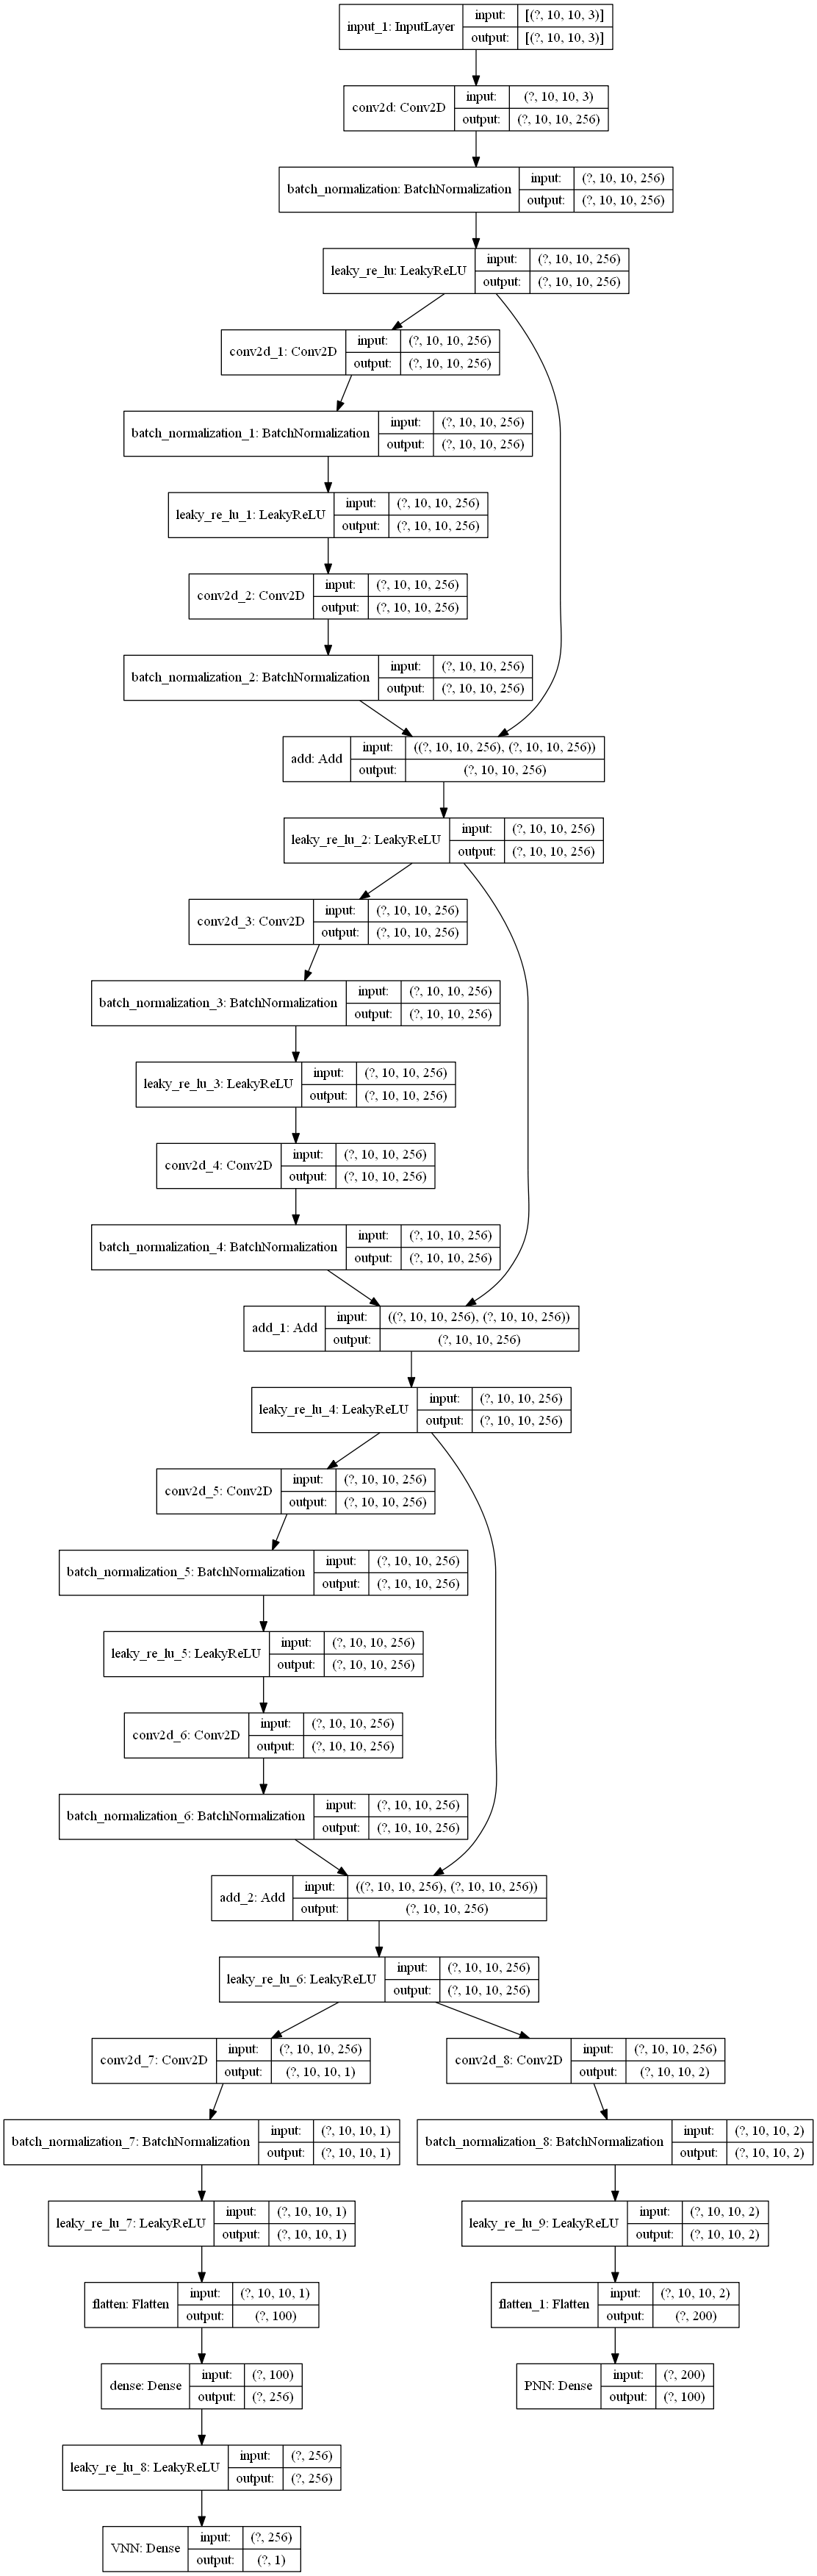 input_1: InputLayer
input: [(?, 10, 10, 3)]
output: [(?, 10, 10, 3)]
conv2d: Conv2D
input: (?, 10, 10, 3)
output: (?, 10, 10, 256)
batch_normalization: BatchNormalization
input: (?, 10, 10, 256)
output: (?, 10, 10, 256)
leaky_re_lu: LeakyReLU
input: (?, 10, 10, 256)
output: (?, 10, 10, 256)
conv2d_1: Conv2D
input: (?, 10, 10, 256)
output: (?, 10, 10, 256)
batch_normalization_1: BatchNormalization
input: (?, 10, 10, 256)
output: (?, 10, 10, 256)
leaky_re_lu_1: LeakyReLU
input: (?, 10, 10, 256)
output: (?, 10, 10, 256)
conv2d_2: Conv2D
input: (?, 10, 10, 256)
output: (?, 10, 10, 256)
batch_normalization_2: BatchNormalization
input: (?, 10, 10, 256)
output: (?, 10, 10, 256)
add: Add
input: ((?, 10, 10, 256), (?, 10, 10, 256))
output: (?, 10, 10, 256)
leaky_re_lu_2: LeakyReLU
input: (?, 10, 10, 256)
output: (?, 10, 10, 256)
conv2d_3: Conv2D
input: (?, 10, 10, 256)
output: (?, 10, 10, 256)
batch_normalization_3: BatchNormalization
input: (?, 10, 10, 256)
output: (?, 10, 10, 256)
leaky_re_lu_3: LeakyReLU
input: (?, 10, 10, 256)
output: (?, 10, 10, 256)
conv2d_4: Conv2D
input: (?, 10, 10, 256)
output: (?, 10, 10, 256)
batch_normalization_4: BatchNormalization
input: (?, 10, 10, 256)
output: (?, 10, 10, 256)
add_1: Add
input: ((?, 10, 10, 256), (?, 10, 10, 256))
output: (?, 10, 10, 256)
leaky_re_lu_4: LeakyReLU
input: (?, 10, 10, 256)
output: (?, 10, 10, 256)
conv2d_5: Conv2D
input: (?, 10, 10, 256)
output: (?, 10, 10, 256)
batch_normalization_5: BatchNormalization
input: (?, 10, 10, 256)
output: (?, 10, 10, 256)
leaky_re_lu_5: LeakyReLU
input: (?, 10, 10, 256)
output: (?, 10, 10, 256)
conv2d_6: Conv2D
input: (?, 10, 10, 256)
output: (?, 10, 10, 256)
batch_normalization_6: BatchNormalization
input: (?, 10, 10, 256)
output: (?, 10, 10, 256)
add_2: Add
input: ((?, 10, 10, 256), (?, 10, 10, 256))
output: (?, 10, 10, 256)
leaky_re_lu_6: LeakyReLU
input: (?, 10, 10, 256)
output: (?, 10, 10, 256)
conv2d_7: Conv2D
input: (?, 10, 10, 256)
output: (?, 10, 10, 1)
conv2d_8: Conv2D
input: (?, 10, 10, 256)
output: (?, 10, 10, 2)
batch_normalization_7: BatchNormalization
input: (?, 10, 10, 1)
output: (?, 10, 10, 1)
batch_normalization_8: BatchNormalization
input: (?, 10, 10, 2)
output: (?, 10, 10, 2)
leaky_re_lu_7: LeakyReLU
input: (?, 10, 10, 1)
output: (?, 10, 10, 1)
leaky_re_lu_9: LeakyReLU
input: (?, 10, 10, 2)
output: (?, 10, 10, 2)
flatten: Flatten
input: (?, 10, 10, 1)
output: (?, 100)
flatten_1: Flatten
input: (?, 10, 10, 2)
output: (?, 200)
dense: Dense
input: (?, 100)
output: (?, 256)
PNN: Dense
input: (?, 200)
output: (?, 100)
leaky_re_lu_8: LeakyReLU
input: (?, 256)
output: (?, 256)
VNN: Dense
input: (?, 256)
output: (?, 1)